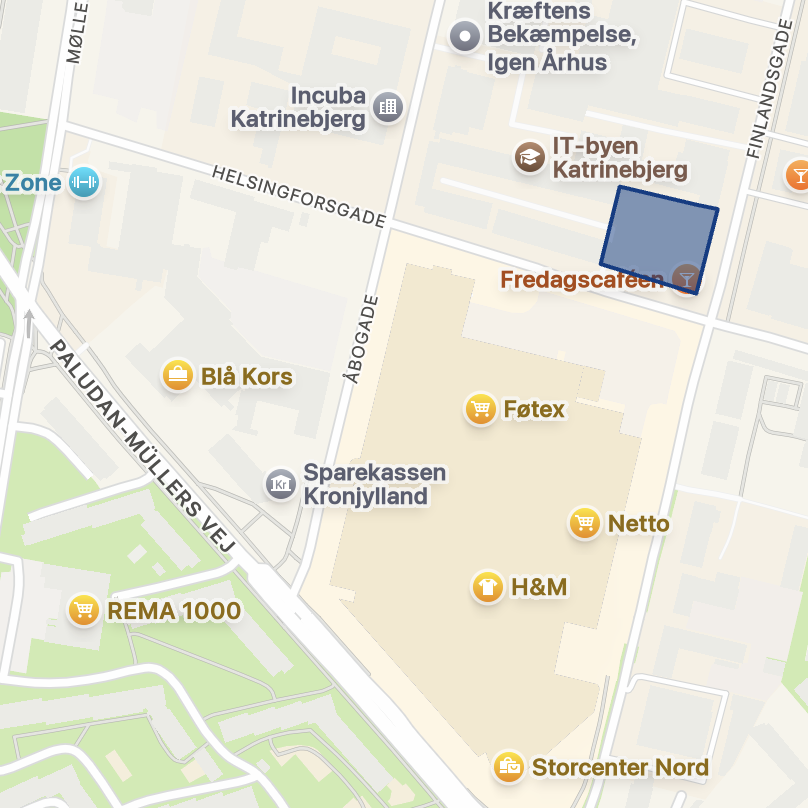 Kræftens
Bekæmpelse,
Igen Århus
MØLLE
FINLANDSGADE
Incuba
Katrinebjerg
IT-byen
Katrinebjerg
Zone
HELSINGFORSGADE
Fredagscaféen
ÅBOGADE
PALUDAN-MÜLLERS VEJ
Blå Kors
Føtex
Sparekassen
Kronjylland
Kr
Netto
H&M
REMA 1000
Storcenter Nord